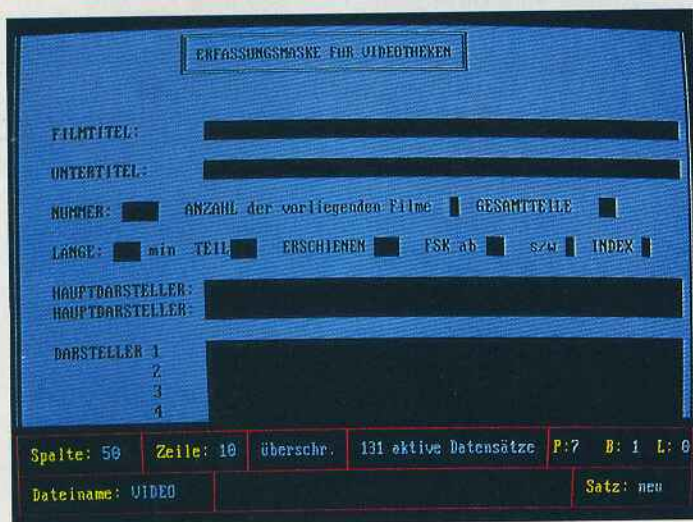 ERFASSUNGSMASKE FÜR VIDEOTHEKEN
FILMTITEL:
UNTERTITEL:
NUMMER: ANZAHL der vorliegenden Filme GESAMTTEILE
LÄNGE: min TEIL ERSCHIENEN FSK ab s/w INDEX
HAUPTDARSTELLER:
HAUPTDARSTELLER:
DARSTELLER 1
2
3
4
Spalte: 50 Zeile: 10 überschr. 131 aktive Datensätze P:7 B: 1 L: 0
Dateiname: VIDEO Satz: neu